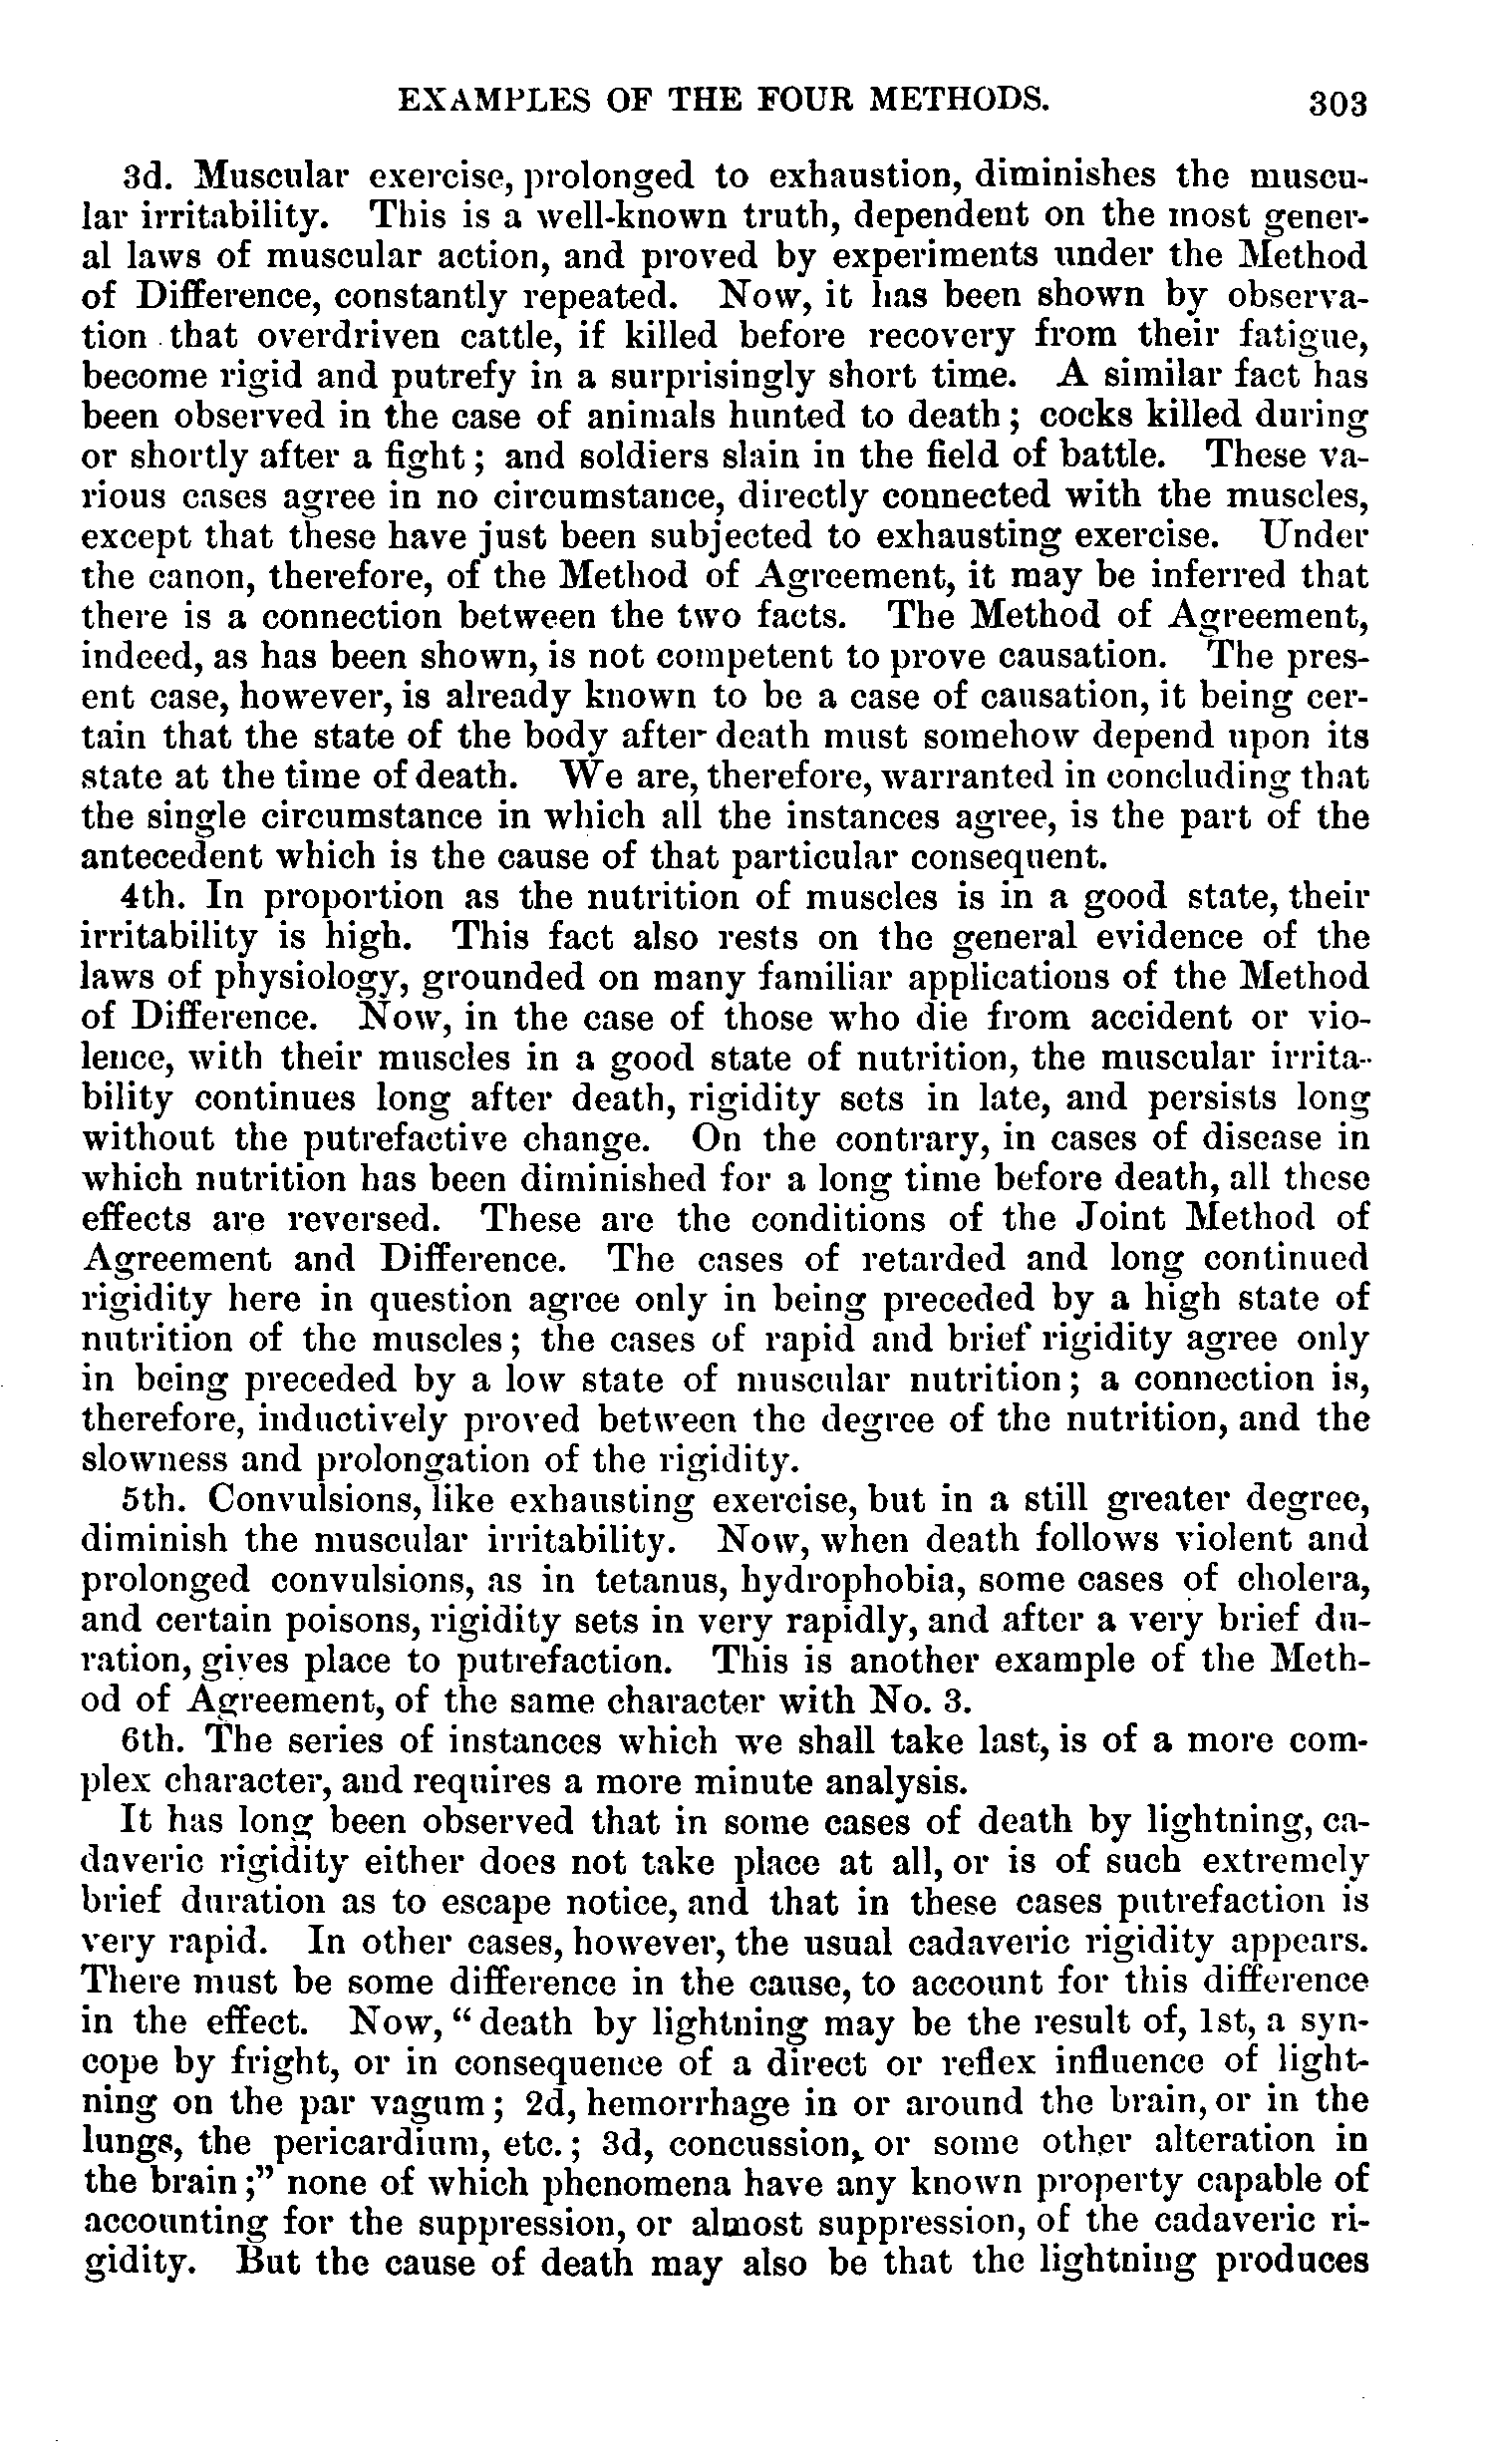 EXAMPLES OF THE FOUR METHODS. 303
3d. Muscular exercise, prolonged to exhaustion, diminishes the muscu-
lar irritability. This is a well-known truth, dependent on the most gener-
al laws of muscular action, and proved by experiments under the Method
of Difference, constantly repeated. Now, it has been shown by observa-
tion that overdriven cattle, if killed before recovery from their fatigue,
become rigid and putrefy in a surprisingly short time. A similar fact has
been observed in the case of animals hunted to death; cocks killed during
or shortly after a fight; and soldiers slain in the field of battle. These va-
rious cases agree in no circumstance, directly connected with the muscles,
except that these have just been subjected to exhausting exercise. Under
the canon, therefore, of the Method of Agreement, it may be inferred that
there is a connection between the two facts. The Method of Agreement,
indeed, as has been shown, is not competent to prove causation. The pres-
ent case, however, is already known to be a case of causation, it being cer-
tain that the state of the body after death must somehow depend upon its
state at the time of death. We are, therefore, warranted in concluding that
the single circumstance in which all the instances agree, is the part of the
antecedent which is the cause of that particular consequent.
4th. In proportion as the nutrition of muscles is in a good state, their
irritability is high. This fact also rests on the general evidence of the
laws of physiology, grounded on many familiar applications of the Method
of Difference. Now, in the case of those who die from accident or vio-
lence, with their muscles in a good state of nutrition, the muscular irrita-
bility continues long after death, rigidity sets in late, and persists long
without the putrefactive change. On the contrary, in cases of disease in
which nutrition has been diminished for a long time before death, all these
effects are reversed. These are the conditions of the Joint Method of
Agreement and Difference. The cases of retarded and long continued
rigidity here in question agree only in being preceded by a high state of
nutrition of the muscles; the cases of rapid and brief rigidity agree only
in being preceded by a low state of muscular nutrition; a connection is,
therefore, inductively proved between the degree of the nutrition, and the
slowness and prolongation of the rigidity.
5th. Convulsions, like exhausting exercise, but in a still greater degree,
diminish the muscular irritability. Now, when death follows violent and
prolonged convulsions, as in tetanus, hydrophobia, some cases of cholera,
and certain poisons, rigidity sets in very rapidly, and after a very brief du-
ration, gives place to putrefaction. This is another example of the Meth-
od of Agreement, of the same character with No. 3.
6th. The series of instances which we shall take last, is of a more com-
plex character, and requires a more minute analysis.
It has long been observed that in some cases of death by lightning, ca-
daveric rigidity either does not take place at all, or is of such extremely
brief duration as to escape notice, and that in these cases putrefaction is
very rapid. In other cases, however, the usual cadaveric rigidity appears.
There must be some difference in the cause, to account for this difference
in the effect. Now, "death by lightning may be the result of, 1st, a syn-
cope by fright, or in consequence of a direct or reflex influence of light-
ning on the par vagum; 2d, hemorrhage in or around the brain, or in the
lungs, the pericardium, etc.; 3d, concussion, or some other alteration in
the brain;" none of which phenomena have any known property capable of
accounting for the suppression, or almost suppression, of the cadaveric ri-
gidity. But the cause of death may also be that the lightning produces